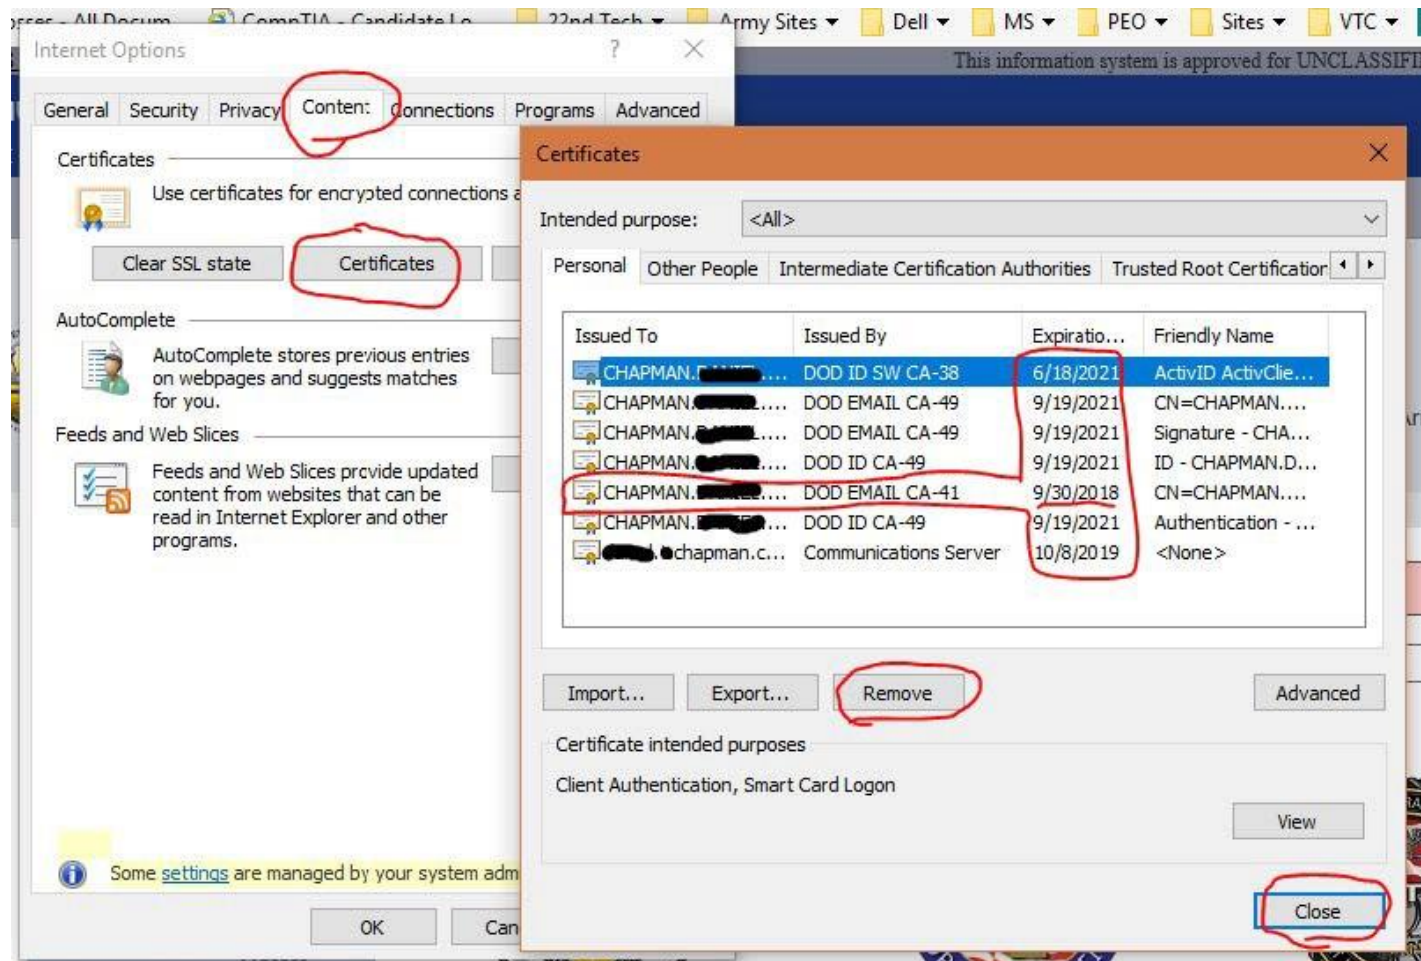 All Docum...
CompTIA - Candidate Lo...
22nd Tech
Army Sites
Dell
MS
PEO
Sites
VTC
This information system is approved for UNCLASSIFI
Internet Options
?
General Security Privacy Content Connections Programs Advanced
Certificates
Use certificates for encrypted connections
Clear SSL state
Certificates
AutoComplete
AutoComplete stores previous entries
on webpages and suggests matches
for you.
Feeds and Web Slices
Feeds and Web Slices provide updated
content from websites that can be
read in Internet Explorer and other
programs.
Some settings are managed by your system adm
OK
Can
Certificates
Intended purpose:
<All>
Personal Other People Intermediate Certification Authorities Trusted Root Certification
Issued To Issued By Expiratio... Friendly Name
CHAPMAN. .... DOD ID SW CA-38 6/18/2021 ActivID ActivClie...
CHAPMAN. .... DOD EMAIL CA-49 9/19/2021 CN=CHAPMAN....
CHAPMAN. .... DOD EMAIL CA-49 9/19/2021 Signature - CHA...
CHAPMAN. .... DOD ID CA-49 9/19/2021 ID - CHAPMAN.D...
CHAPMAN. .... DOD EMAIL CA-41 9/30/2018 CN=CHAPMAN....
CHAPMAN. .... DOD ID CA-49 9/19/2021 Authentication - ...
chapman.c... Communications Server 10/8/2019 <None>
Import... Export... Remove Advanced
Certificate intended purposes
Client Authentication, Smart Card Logon
View
Close